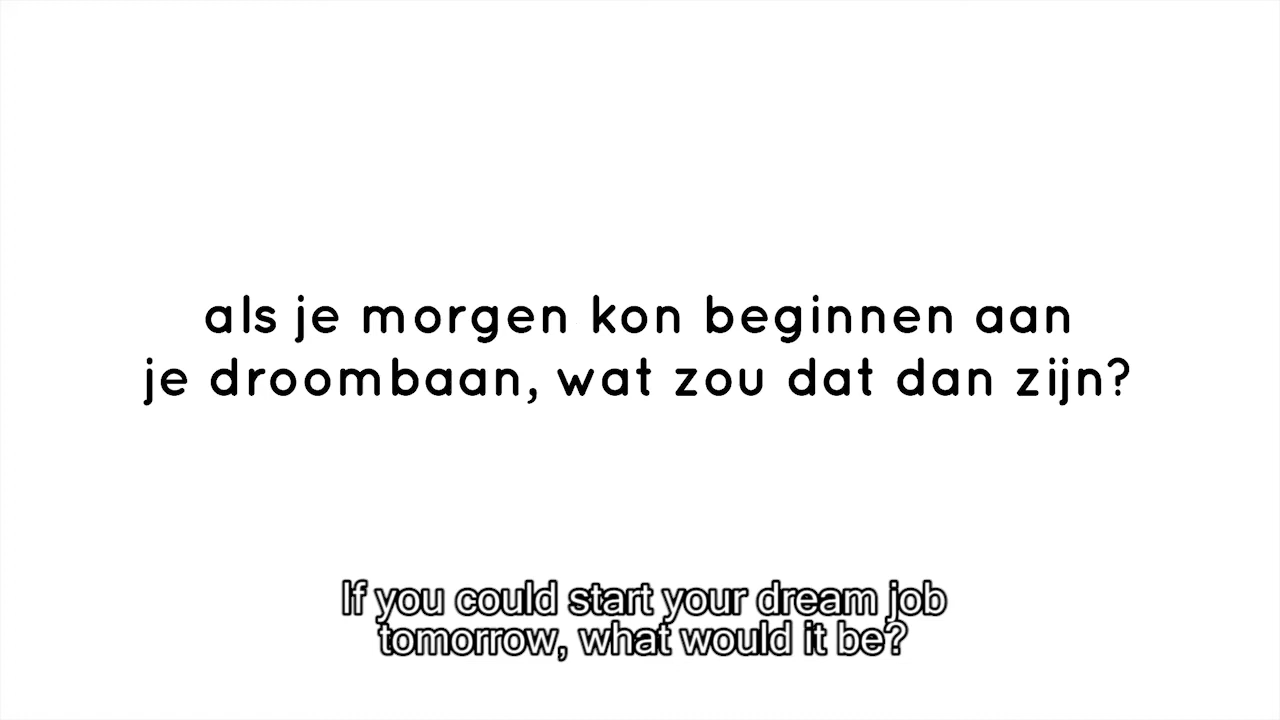 als je morgen kon beginnen aan
je droombaan, wat zou dat dan zijn?
If you could start your dream job
tomorrow, what would it be?